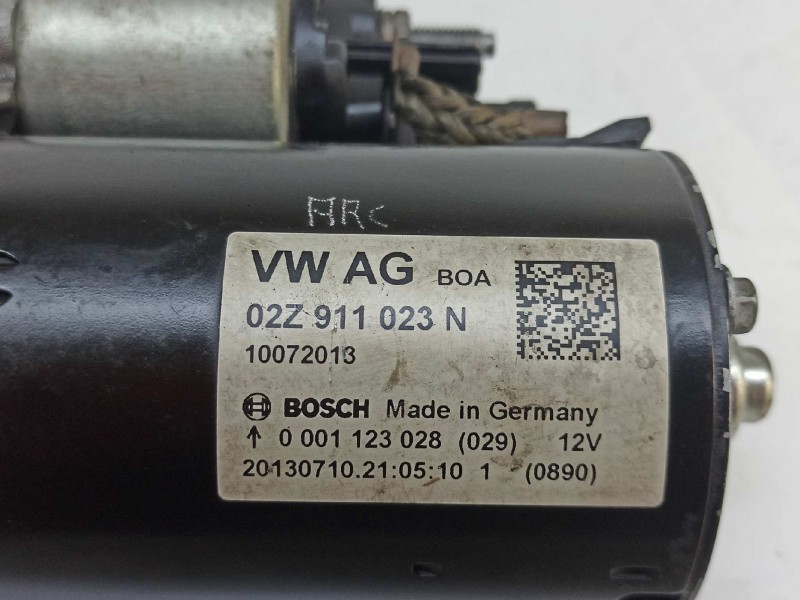 ARC
VW AG BOA
02Z 911 023 N
10072013
BOSCH Made in Germany
↑ 0 001 123 028 (029) 12V
20130710.21:05:10 1 (0890)